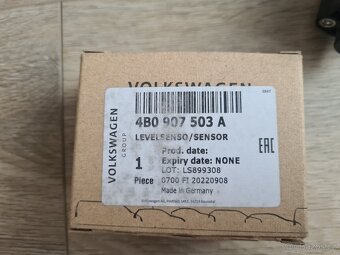 VOLKSWAGEN
4B0 907 503 A
LEVELSENSO/SENSOR
Prod. date:
1 Expiry date: NONE
LOT: LS899308
Piece 0700 FI 20220908
Made in Germany
VOLKSWAGEN
GROUP
EAC